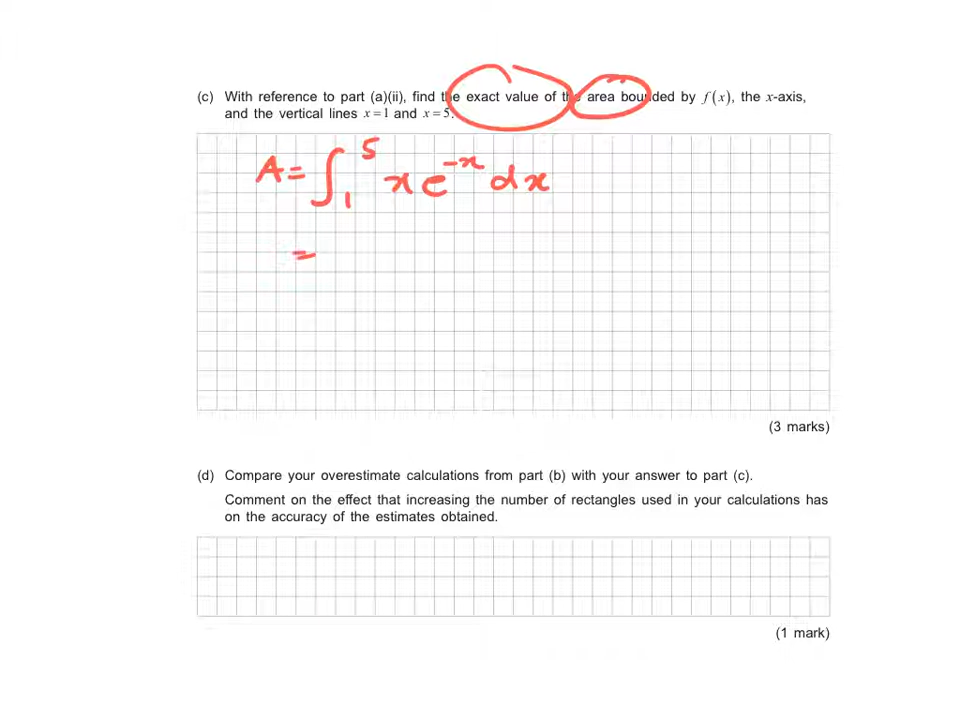 (c) With reference to part (a)(ii), find the exact value of the area bounded by f(x), the x-axis,
and the vertical lines x = 1 and x = 5.
A = ∫₁⁵ x e⁻ˣ dx
=
(3 marks)
(d) Compare your overestimate calculations from part (b) with your answer to part (c).
Comment on the effect that increasing the number of rectangles used in your calculations has
on the accuracy of the estimates obtained.
(1 mark)